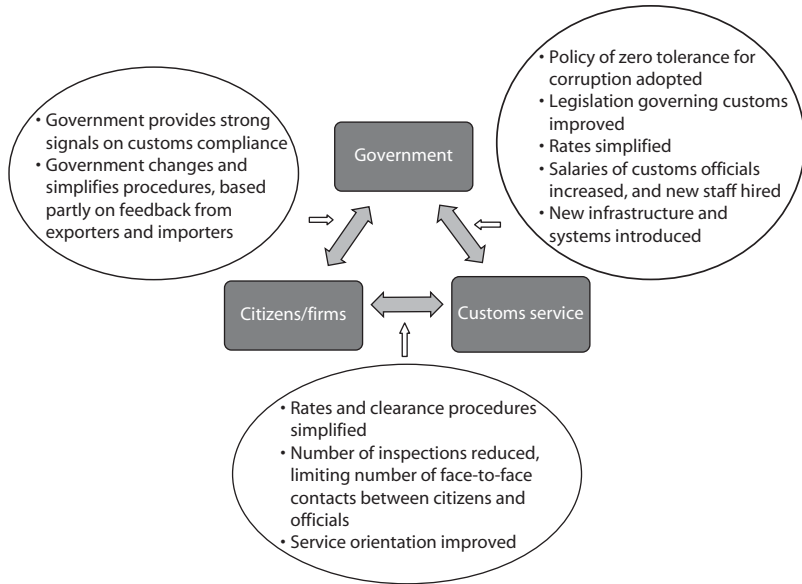 • Government provides strong
signals on customs compliance
• Government changes and
simplifies procedures, based
partly on feedback from
exporters and importers
Government
• Policy of zero tolerance for
corruption adopted
• Legislation governing customs
improved
• Rates simplified
• Salaries of customs officials
increased, and new staff hired
• New infrastructure and
systems introduced
Citizens/firms
Customs service
• Rates and clearance procedures
simplified
• Number of inspections reduced,
limiting number of face-to-face
contacts between citizens and
officials
• Service orientation improved